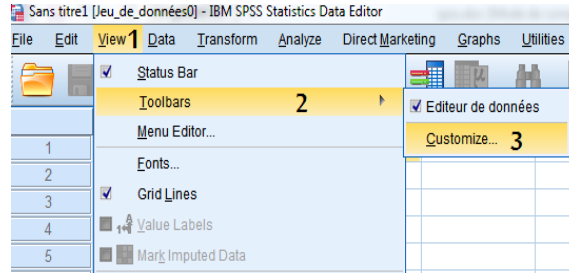 Sans titre1 [Jeu_de_données0] - IBM SPSS Statistics Data Editor
File Edit View 1 Data Transform Analyze Direct Marketing Graphs Utilities
Status Bar
Toolbars 2
Editeur de données
Menu Editor...
Customize... 3
1
Fonts...
2
Grid Lines
3
Value Labels
4
Mark Imputed Data
5